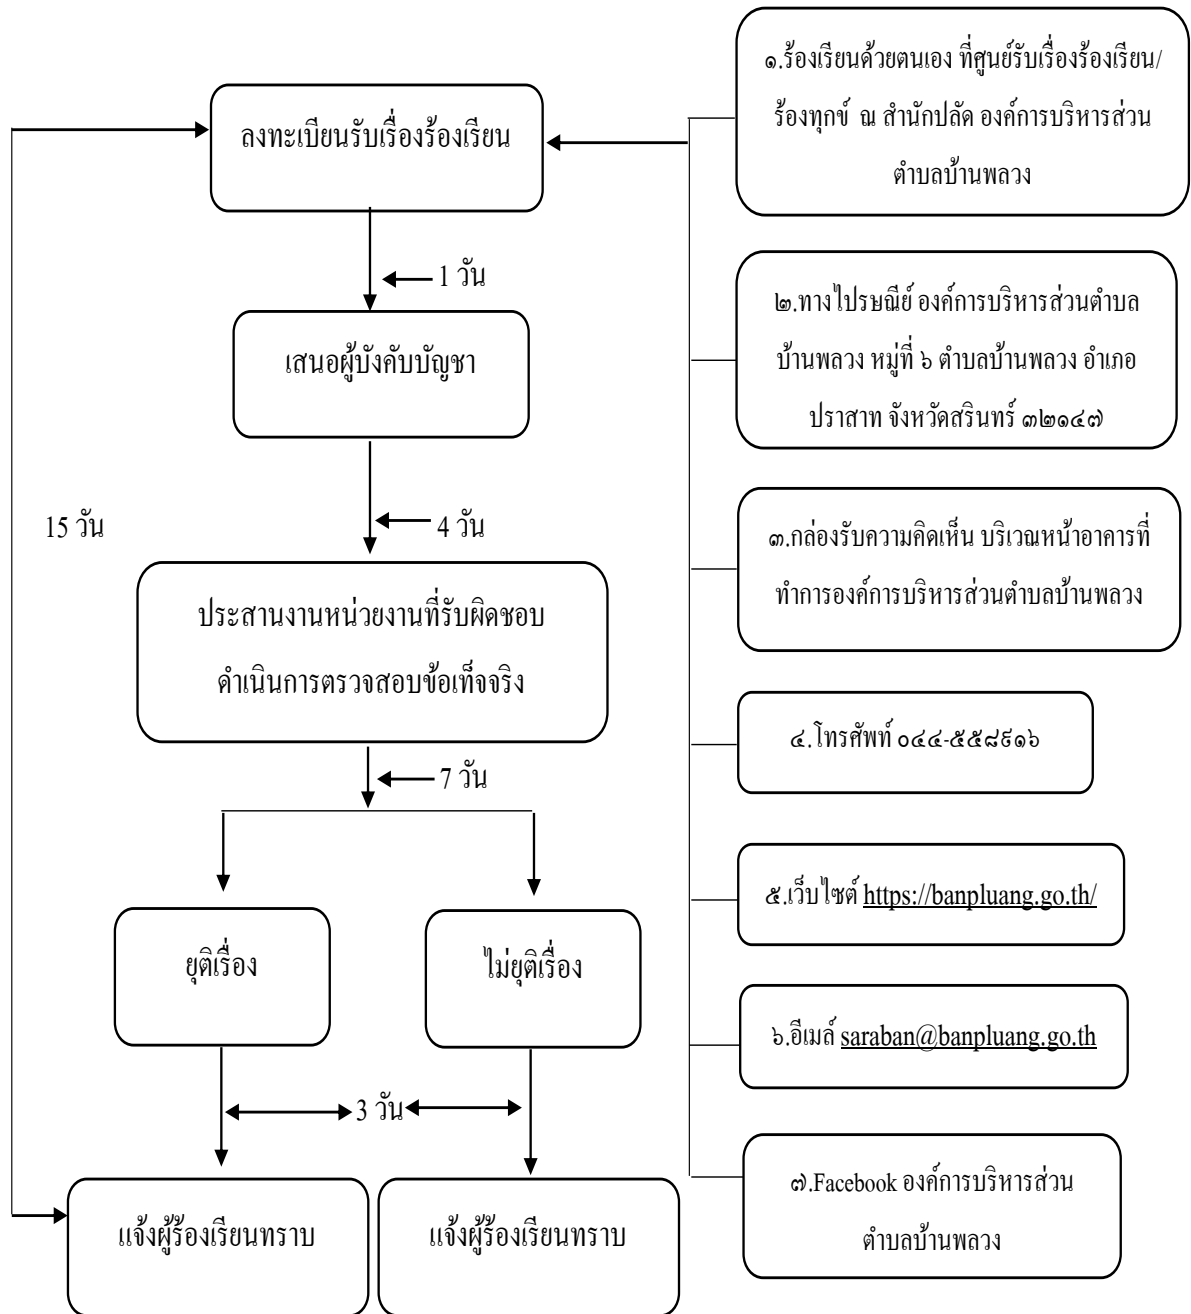 ลงทะเบียนรับเรื่องร้องเรียน
1 วัน
เสนอผู้บังคับบัญชา
15 วัน
4 วัน
ประสานงานหน่วยงานที่รับผิดชอบ
ดำเนินการตรวจสอบข้อเท็จจริง
7 วัน
ยุติเรื่อง
ไม่ยุติเรื่อง
3 วัน
แจ้งผู้ร้องเรียนทราบ
แจ้งผู้ร้องเรียนทราบ
๑.ร้องเรียนด้วยตนเอง ที่ศูนย์รับเรื่องร้องเรียน/
ร้องทุกข์ ณ สำนักปลัด องค์การบริหารส่วน
ตำบลบ้านพลวง
๒.ทางไปรษณีย์ องค์การบริหารส่วนตำบล
บ้านพลวง หมู่ที่ ๖ ตำบลบ้านพลวง อำเภอ
ปราสาท จังหวัดสรินทร์ ๓๒๑๔๗
๓.กล่องรับความคิดเห็น บริเวณหน้าอาคารที่
ทำการองค์การบริหารส่วนตำบลบ้านพลวง
๔.โทรศัพท์ ๐๔๔-๕๕๘๙๑๖
๕.เว็บไซต์ https://banpluang.go.th/
๖.อีเมล์ saraban@banpluang.go.th
๗.Facebook องค์การบริหารส่วน
ตำบลบ้านพลวง